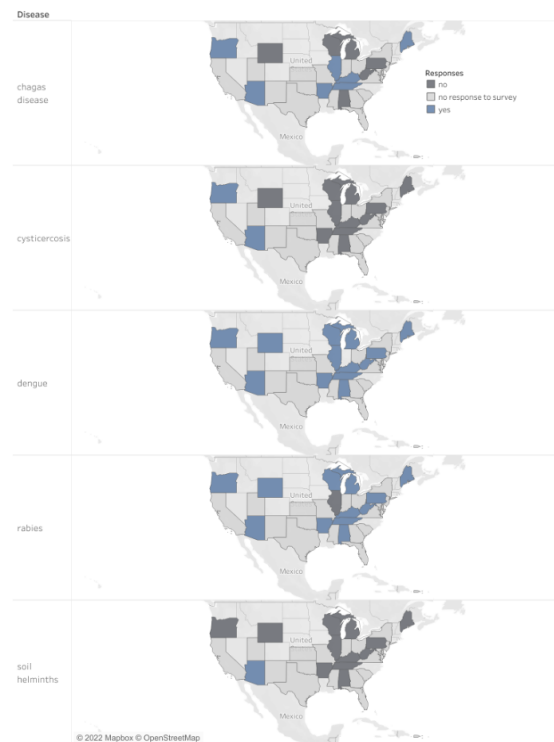 Disease
chagas
disease
United
Mexico
Responses
no
no response to survey
yes
cysticercosis
United
Mexico
dengue
United
Mexico
rabies
United
Mexico
soil
helminths
United
Mexico
© 2022 Mapbox © OpenStreetMap